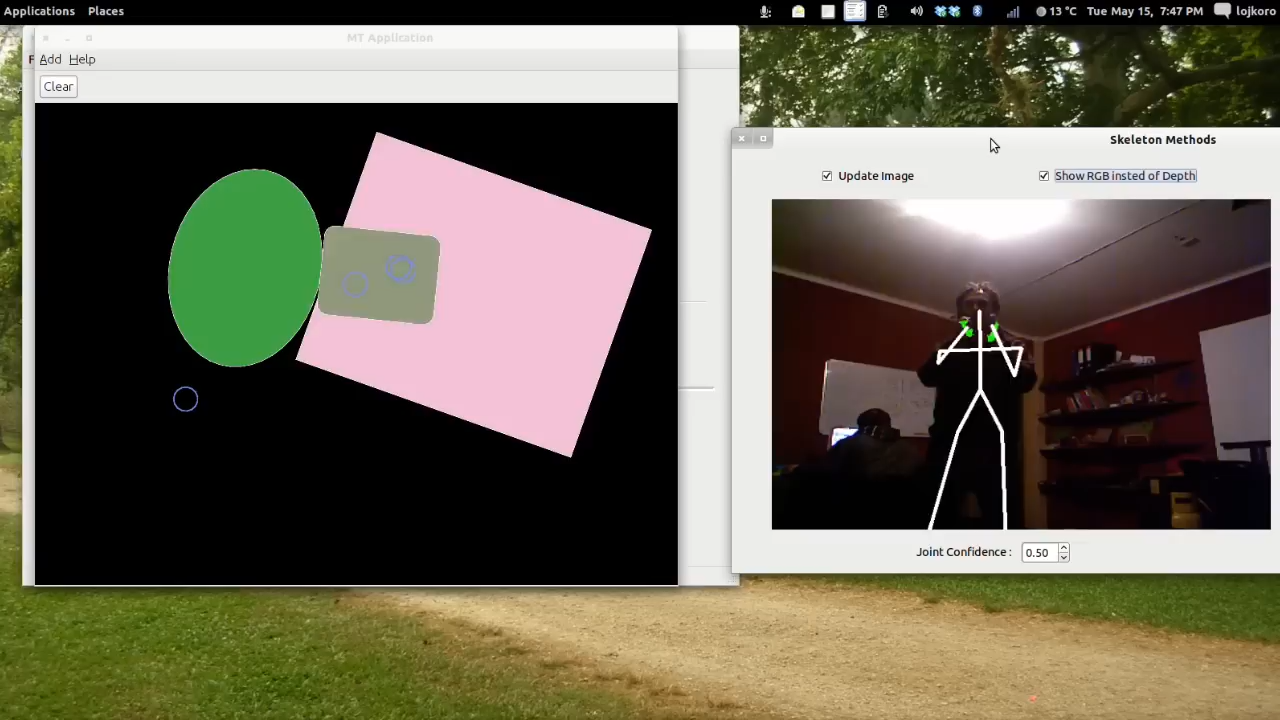 Applications Places 13 °C Tue May 15, 7:47 PM lojkoro
MT Application
F Add Help
Clear
Skeleton Methods
Update Image Show RGB insted of Depth
Joint Confidence : 0.50